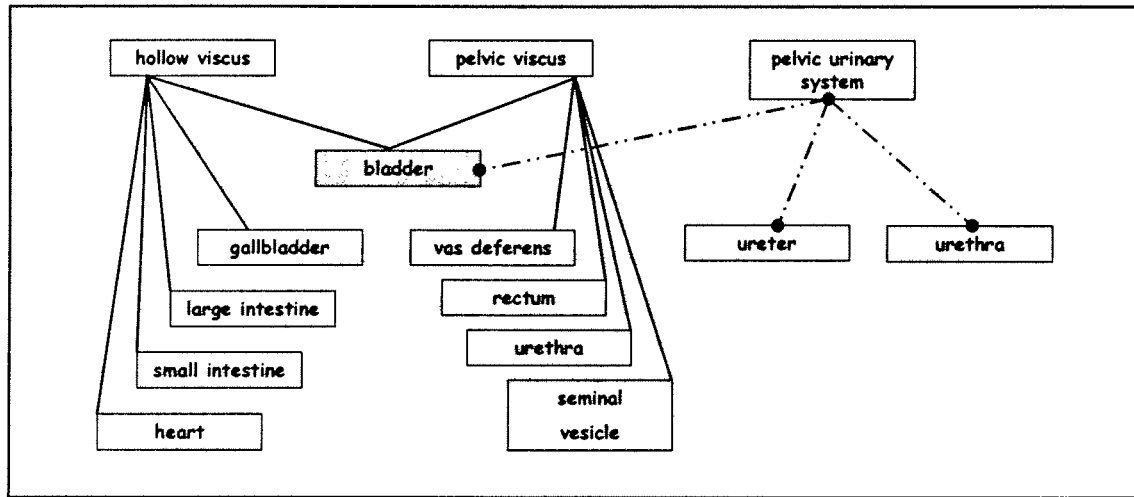 hollow viscus
pelvic viscus
pelvic urinary
system
bladder
gallbladder
vas deferens
ureter
urethra
large intestine
rectum
small intestine
urethra
heart
seminal
vesicle